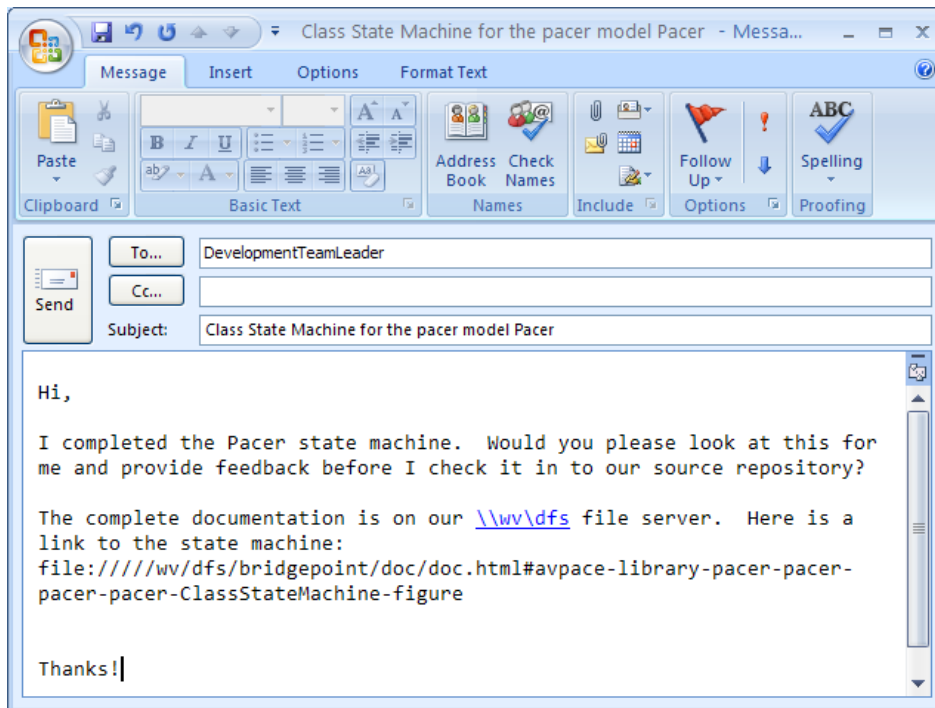 Class State Machine for the pacer model Pacer - Messa...
Message Insert Options Format Text
Paste
Clipboard
B I U
ab A Aa
A A
Basic Text
Address Book
Check Names
Names
Include
Follow Up
Options
ABC
Spelling
Proofing
Send
To... DevelopmentTeamLeader
Cc...
Subject: Class State Machine for the pacer model Pacer
Hi,
I completed the Pacer state machine. Would you please look at this for
me and provide feedback before I check it in to our source repository?
The complete documentation is on our \\wv\dfs file server. Here is a
link to the state machine:
file://///wv/dfs/bridgepoint/doc/doc.html#avpace-library-pacer-pacer-
pacer-pacer-ClassStateMachine-figure
Thanks!